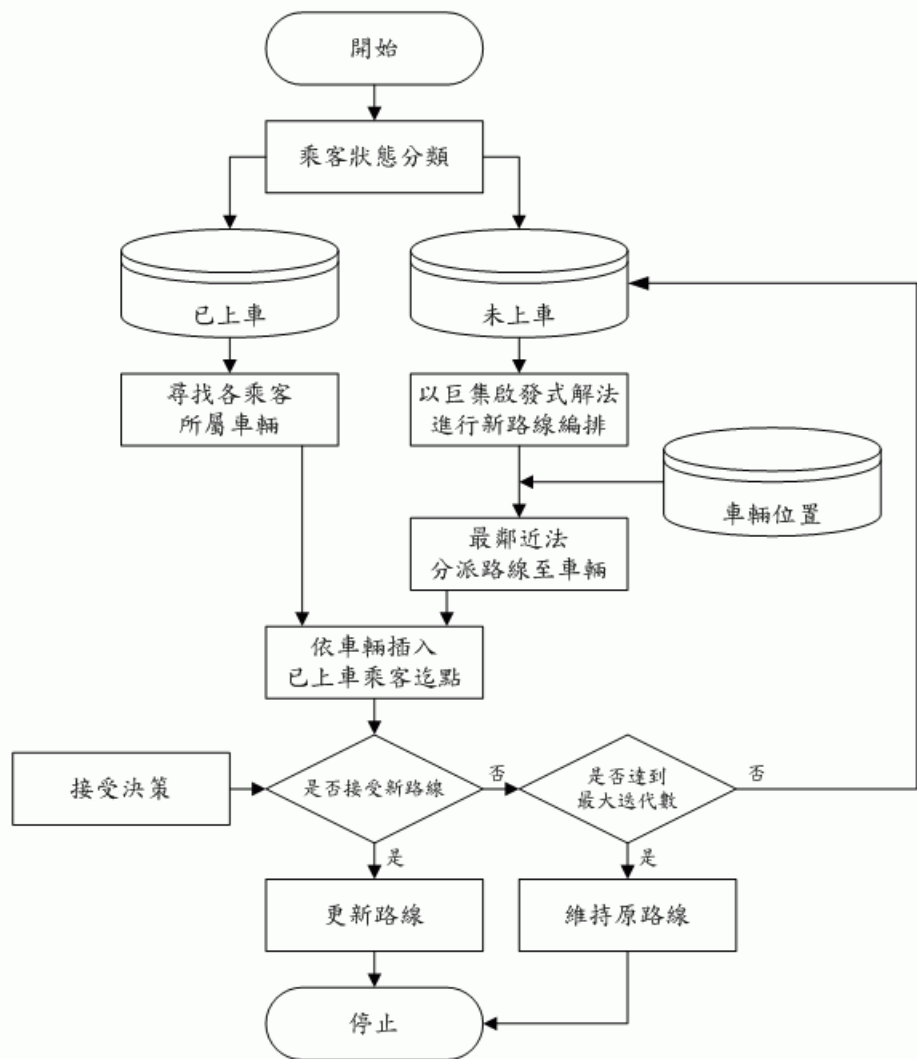 開始
乘客狀態分類
已上車
未上車
尋找各乘客
所屬車輛
以巨集啟發式解法
進行新路線編排
車輛位置
最鄰近法
分派路線至車輛
依車輛插入
已上車乘客迄點
接受決策
是否接受新路線
否
是否達到
最大迭代數
否
是
是
更新路線
維持原路線
停止